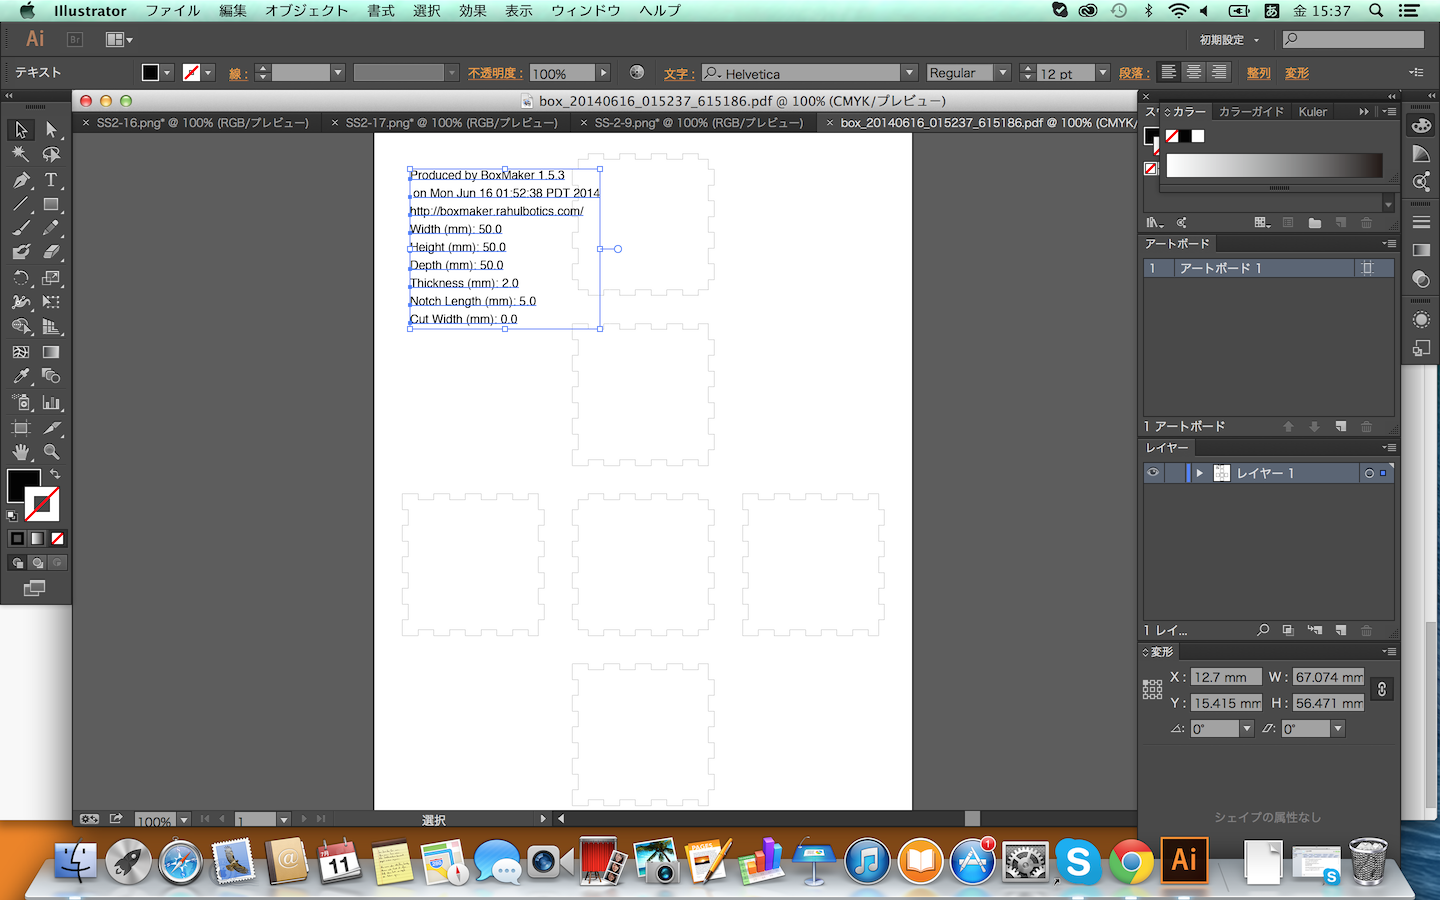 Illustrator ファイル 編集 オブジェクト 書式 選択 効果 表示 ウィンドウ ヘルプ あ 金 15:37
Ai Br 初期設定
テキスト 線: 不透明度: 100% 文字: Helvetica Regular 12 pt 段落: 整列 変形
box_20140616_015237_615186.pdf @ 100% (CMYK/プレビュー)
× SS2-16.png* @ 100% (RGB/プレビュー) × SS2-17.png* @ 100% (RGB/プレビュー) × SS-2-9.png* @ 100% (RGB/プレビュー) × box_20140616_015237_615186.pdf @ 100% (CMYK/
Produced by BoxMaker 1.5.3
on Mon Jun 16 01:52:38 PDT 2014
http://boxmaker.rahulbotics.com/
Width (mm): 50.0
Height (mm): 50.0
Depth (mm): 50.0
Thickness (mm): 2.0
Notch Length (mm): 5.0
Cut Width (mm): 0.0
カラー カラーガイド Kuler
アートボード
1 アートボード 1
1 アートボード
レイヤー
レイヤー 1
1 レイ...
変形
X: 12.7 mm W: 67.074 mm
Y: 15.415 mm H: 56.471 mm
0° 0°
シェイプの属性なし
100% 1 選択
JUL 11 PAGES 1 Ai